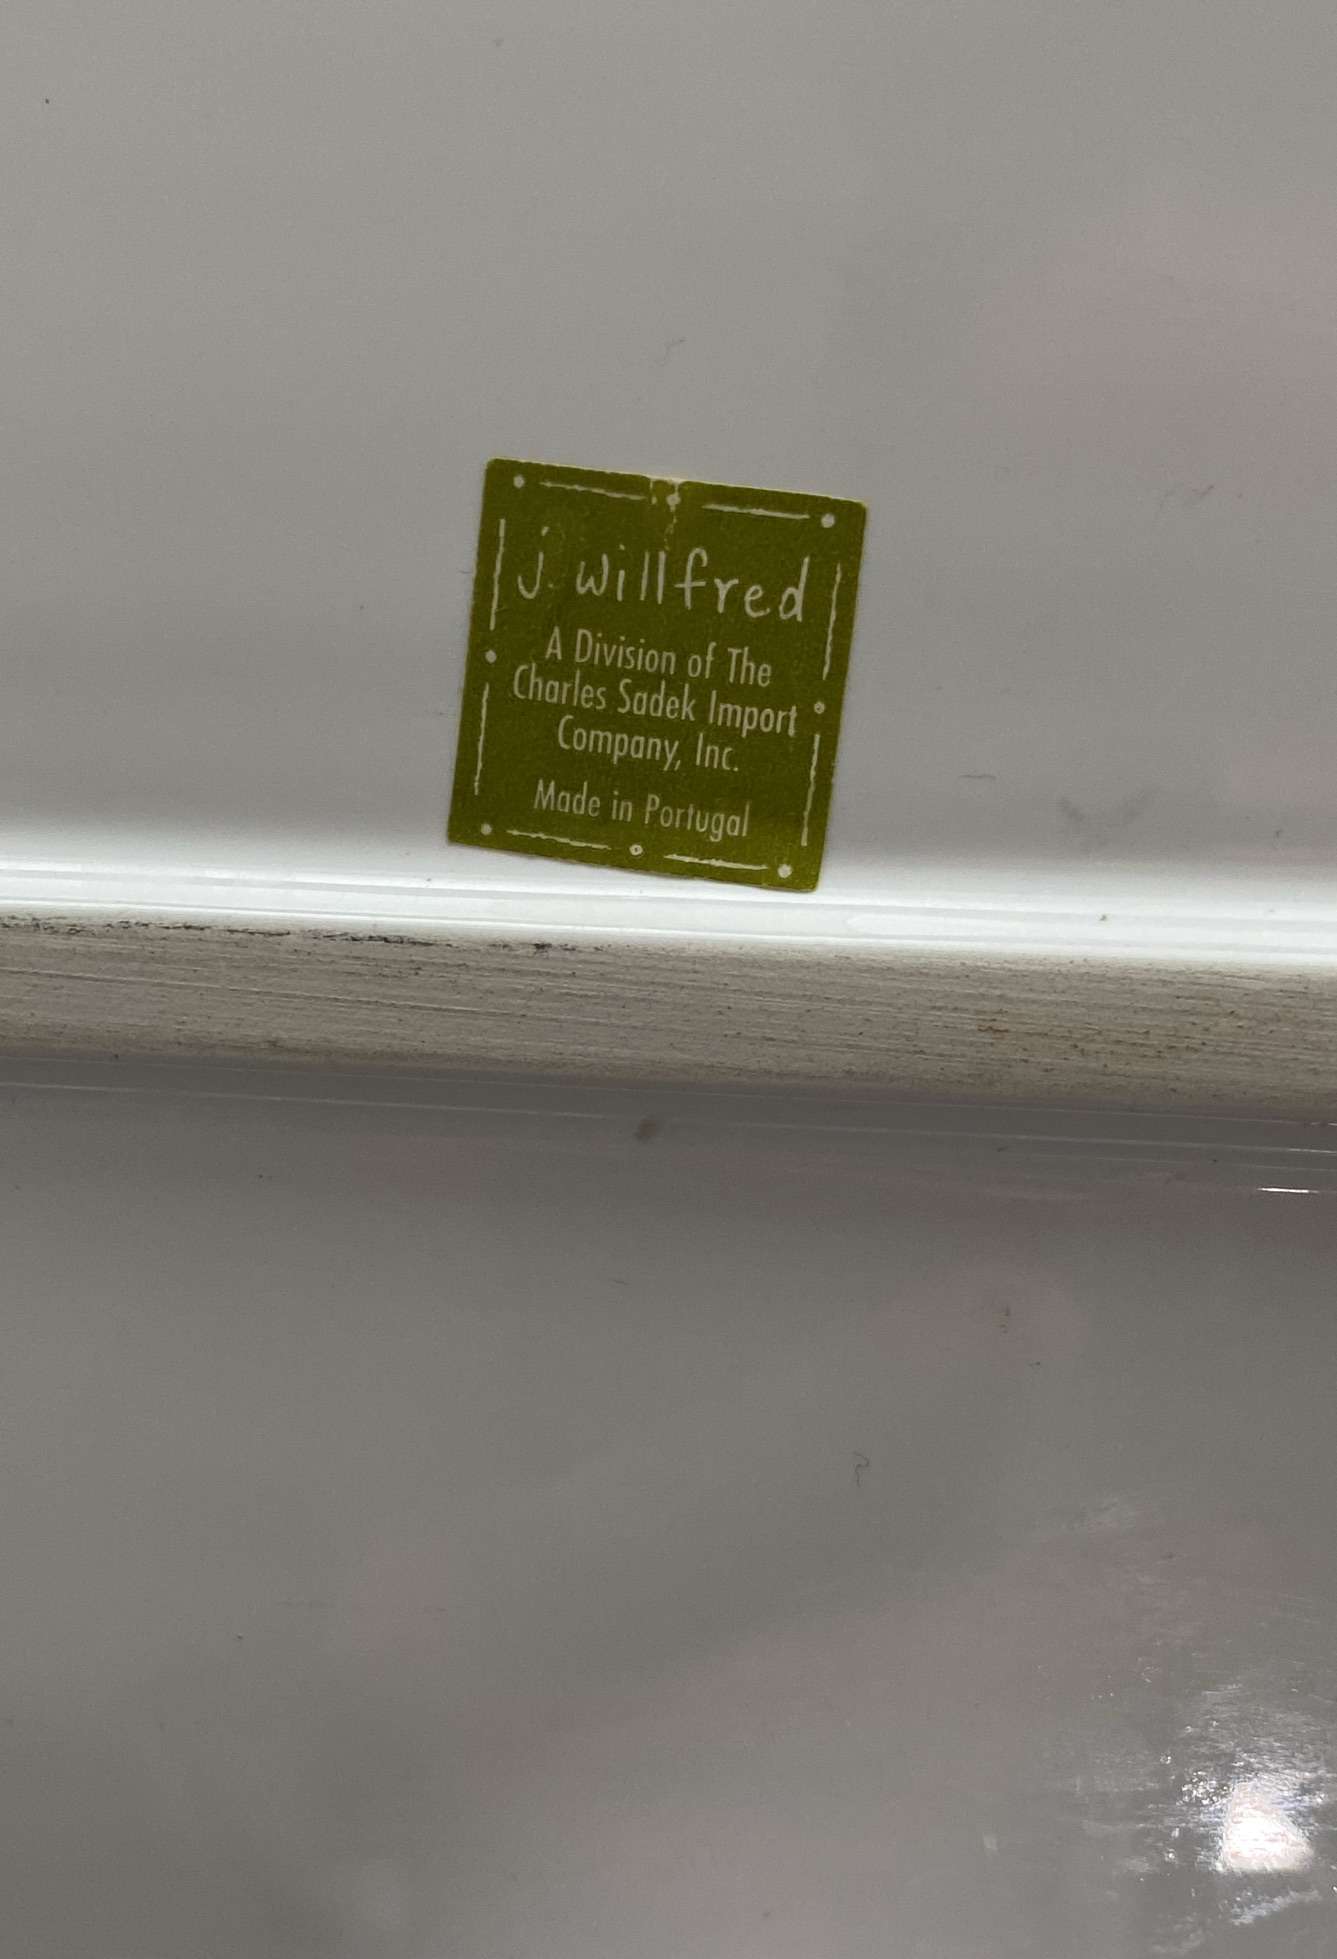 j. willfred
A Division of The
Charles Sadek Import
Company, Inc.
Made in Portugal